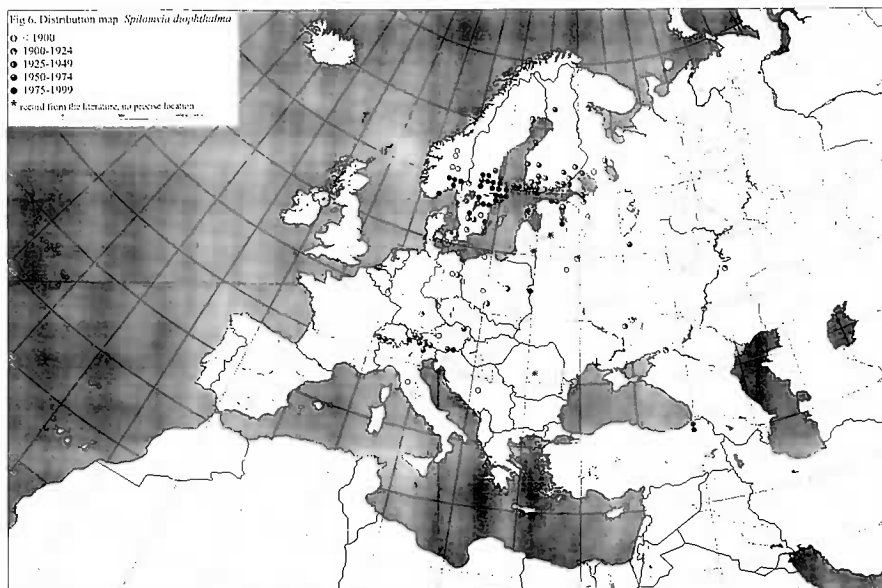 Fig 6. Distribution map Spilomyia diophthalma
< 1900
1900-1924
1925-1949
1950-1974
1975-1999
* record from the literature, no precise location